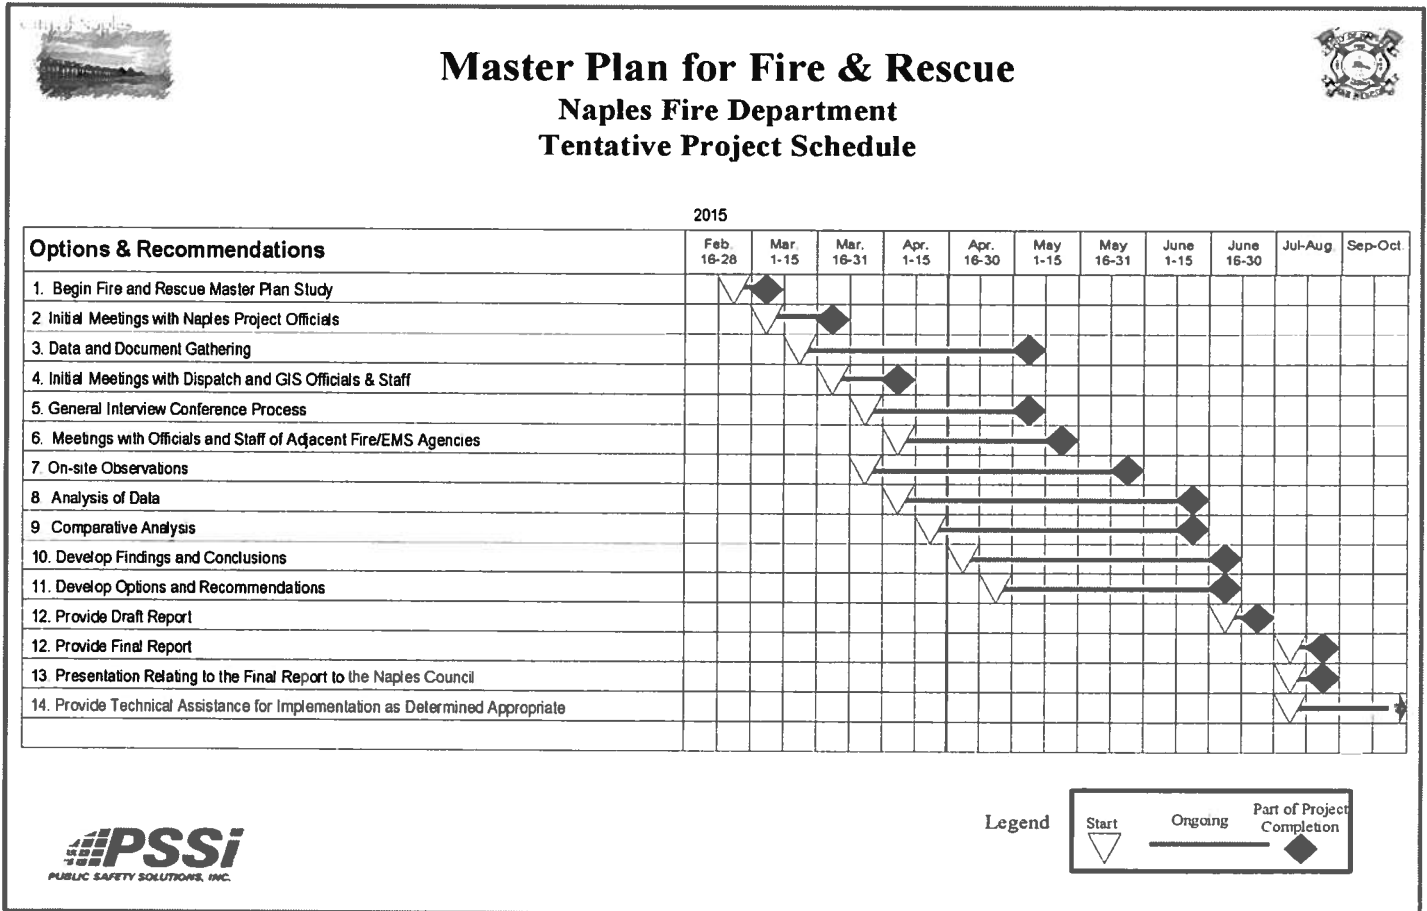 City of Naples
Master Plan for Fire & Rescue
Naples Fire Department
Tentative Project Schedule
2015
Options & Recommendations
Feb. 16-28
Mar. 1-15
Mar. 16-31
Apr. 1-15
Apr. 16-30
May 1-15
May 16-31
June 1-15
June 16-30
Jul-Aug.
Sep-Oct.
1. Begin Fire and Rescue Master Plan Study
2 Initial Meetings with Naples Project Officials
3. Data and Document Gathering
4. Initial Meetings with Dispatch and GIS Officials & Staff
5. General Interview Conference Process
6. Meetings with Officials and Staff of Adjacent Fire/EMS Agencies
7. On-site Observations
8 Analysis of Data
9 Comparative Analysis
10. Develop Findings and Conclusions
11. Develop Options and Recommendations
12. Provide Draft Report
12. Provide Final Report
13. Presentation Relating to the Final Report to the Naples Council
14. Provide Technical Assistance for Implementation as Determined Appropriate
Legend
Start
Ongoing
Part of Project
Completion
PSSi
PUBLIC SAFETY SOLUTIONS, INC.